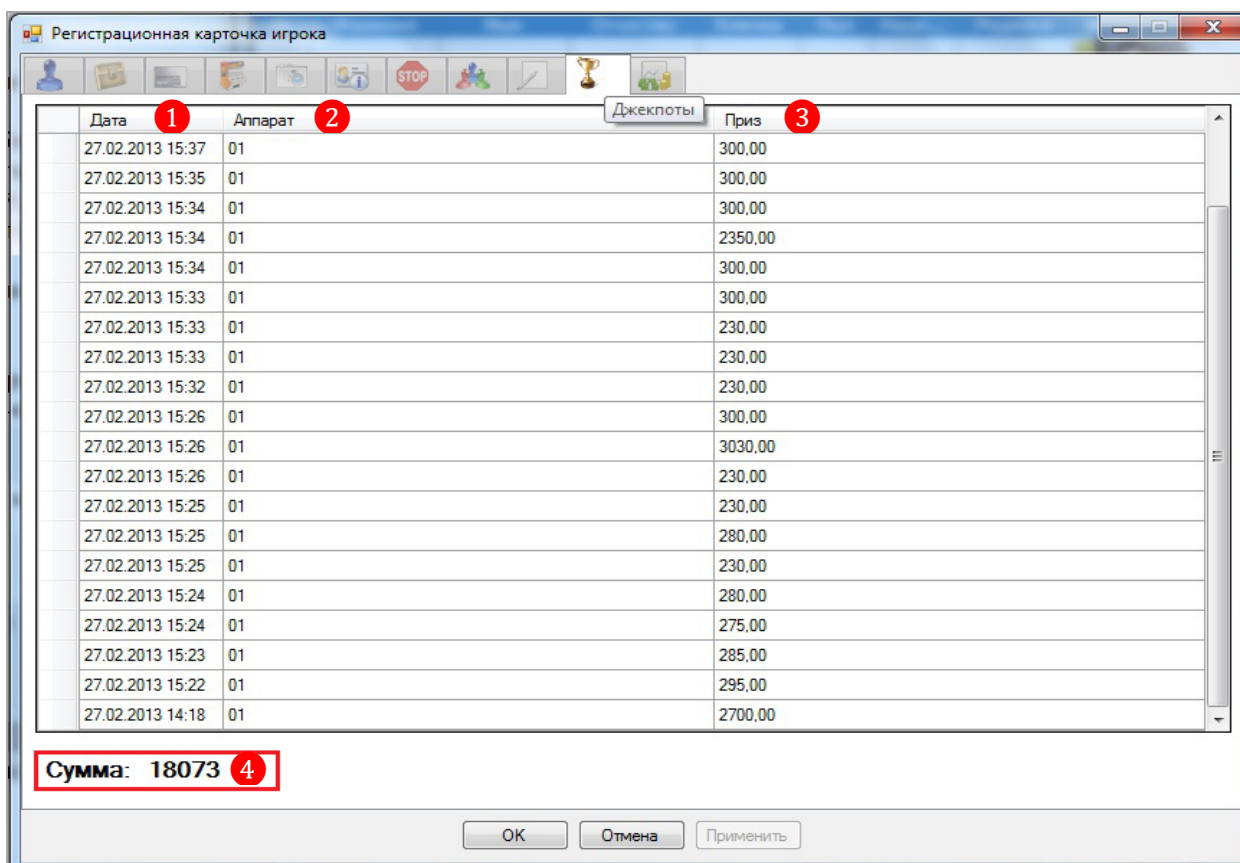 Регистрационная карточка игрока
STOP
Джекпоты
Дата 1 Аппарат 2 Приз 3
27.02.2013 15:37 01 300,00
27.02.2013 15:35 01 300,00
27.02.2013 15:34 01 300,00
27.02.2013 15:34 01 2350,00
27.02.2013 15:34 01 300,00
27.02.2013 15:33 01 300,00
27.02.2013 15:33 01 230,00
27.02.2013 15:33 01 230,00
27.02.2013 15:32 01 230,00
27.02.2013 15:26 01 300,00
27.02.2013 15:26 01 3030,00
27.02.2013 15:26 01 230,00
27.02.2013 15:25 01 230,00
27.02.2013 15:25 01 280,00
27.02.2013 15:25 01 230,00
27.02.2013 15:24 01 280,00
27.02.2013 15:24 01 275,00
27.02.2013 15:23 01 285,00
27.02.2013 15:22 01 295,00
27.02.2013 14:18 01 2700,00
Сумма: 18073 4
OK Отмена Применить